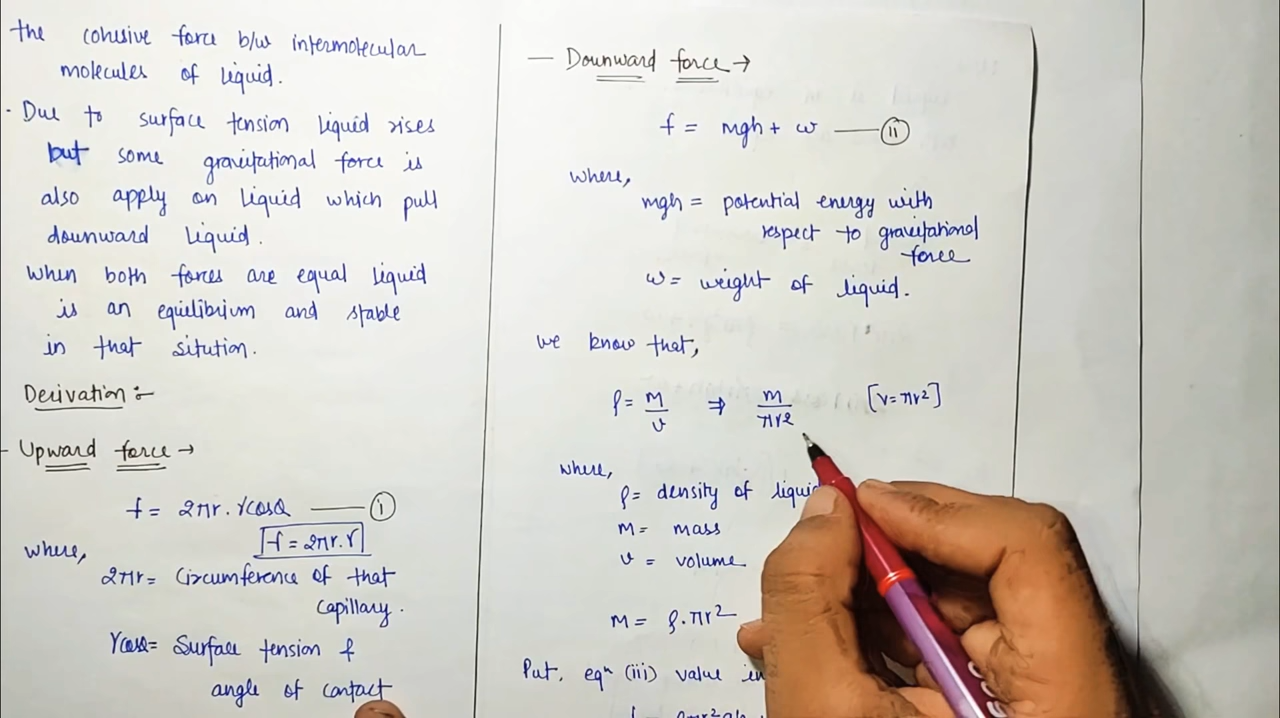 the cohesive force b/w intermolecular
molecules of liquid.
· Due to surface tension liquid rises
but some gravitational force is
also apply on liquid which pull
downward liquid.
when both forces are equal liquid
is an equilibrium and stable
in that sitution.
Derivation:-
- Upward force →
f = 2πr. γcosθ —— (i)
f = 2πr.γ
where,
2πr = Circumference of that
capillary.
γcosθ = Surface tension &
angle of contact
— Downward force →
f = mgh + w —— (ii)
where,
mgh = potential energy with
respect to gravitational
force
w = weight of liquid.
we know that,
ρ = M/v ⇒ m/πr² [v = πr²]
where,
ρ = density of liquid
M = mass
v = volume
M = ρ.πr²
Put, eqⁿ (iii) value in